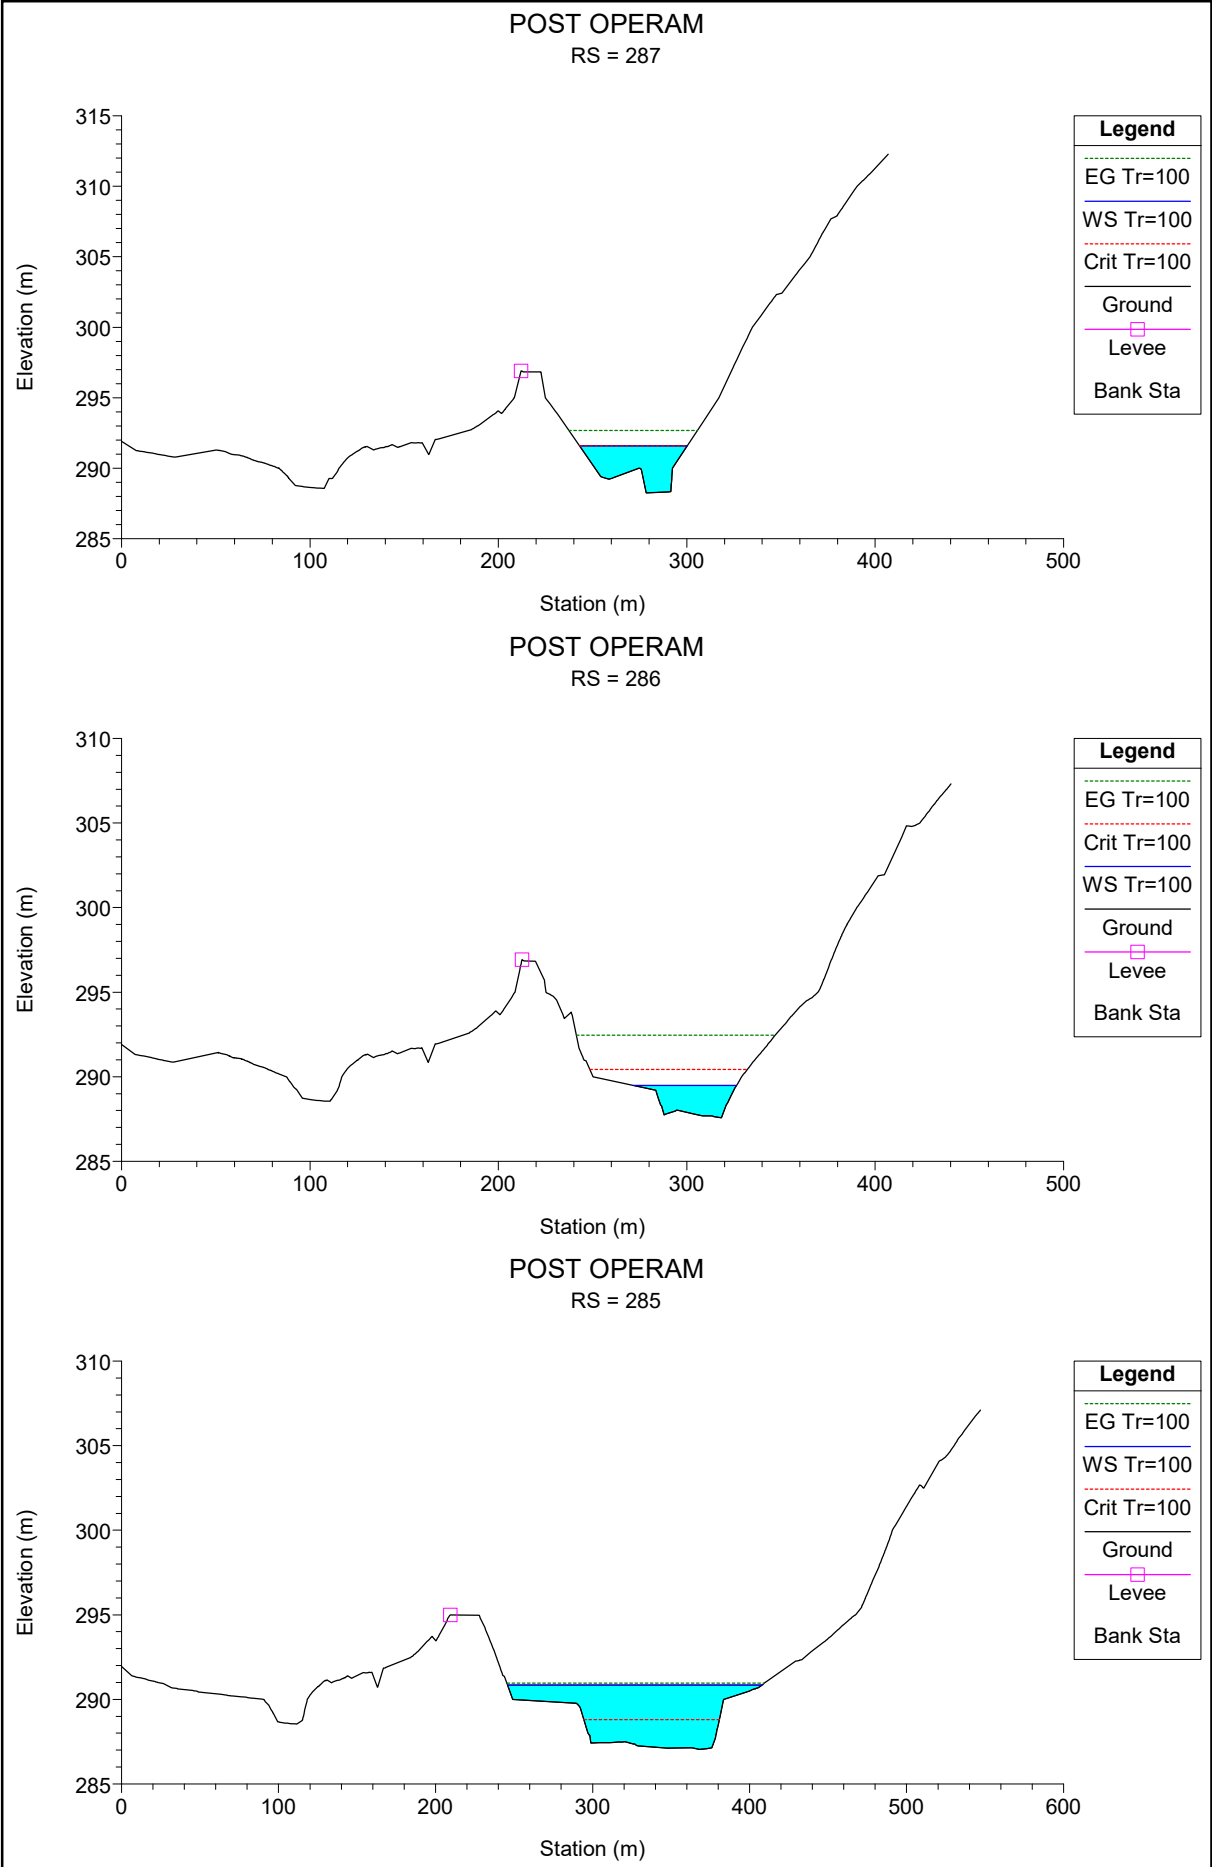 POST OPERAM
RS = 287
315
310
305
300
295
290
285
0 100 200 300 400 500
Elevation (m)
Station (m)
Legend
EG Tr=100
WS Tr=100
Crit Tr=100
Ground
Levee
Bank Sta
POST OPERAM
RS = 286
310
305
300
295
290
285
0 100 200 300 400 500
Elevation (m)
Station (m)
Legend
EG Tr=100
Crit Tr=100
WS Tr=100
Ground
Levee
Bank Sta
POST OPERAM
RS = 285
310
305
300
295
290
285
0 100 200 300 400 500 600
Elevation (m)
Station (m)
Legend
EG Tr=100
WS Tr=100
Crit Tr=100
Ground
Levee
Bank Sta